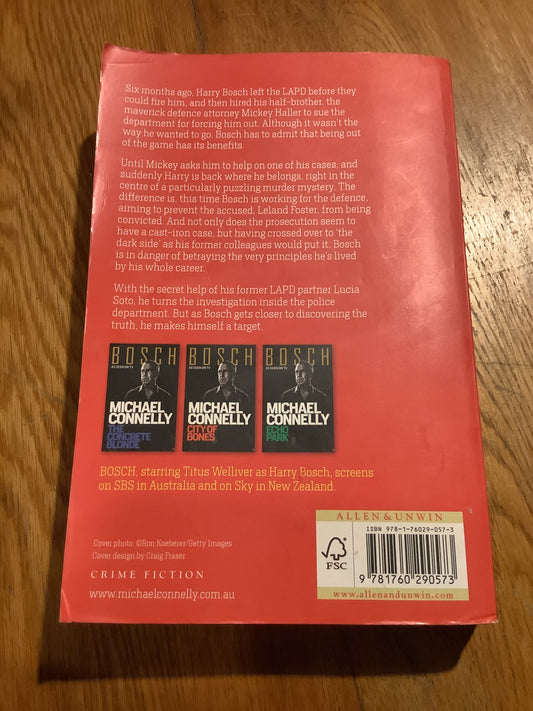 Six months ago, Harry Bosch left the LAPD before they
could fire him, and then hired his half-brother, the
maverick defence attorney Mickey Haller to sue the
department for forcing him out. Although it wasn't the
way he wanted to go, Bosch has to admit that being out
of the game has its benefits.
Until Mickey asks him to help on one of his cases, and
suddenly Harry is back where he belongs, right in the
centre of a particularly puzzling murder mystery. The
difference is, this time Bosch is working for the defence,
aiming to prevent the accused, Leland Foster, from being
convicted. And not only does the prosecution seem to
have a cast-iron case, but having crossed over to 'the
dark side' as his former colleagues would put it, Bosch
is in danger of betraying the very principles he's lived
by his whole career.
With the secret help of his former LAPD partner Lucia
Soto, he turns the investigation inside the police
department. But as Bosch gets closer to discovering the
truth, he makes himself a target.
BOSCH
AS SEEN ON TV
MICHAEL
CONNELLY
THE
CONCRETE
BLONDE
BOSCH
AS SEEN ON TV
MICHAEL
CONNELLY
CITY OF
BONES
BOSCH
AS SEEN ON TV
MICHAEL
CONNELLY
ECHO
PARK
BOSCH, starring Titus Welliver as Harry Bosch, screens
on SBS in Australia and on Sky in New Zealand.
Cover photo: ©Ron Koeberer/Getty Images
Cover design by Craig Fraser
CRIME FICTION
www.michaelconnelly.com.au
ALLEN & UNWIN
ISBN 978-1-76029-057-3
FSC
9 781760 290573
www.allenandunwin.com